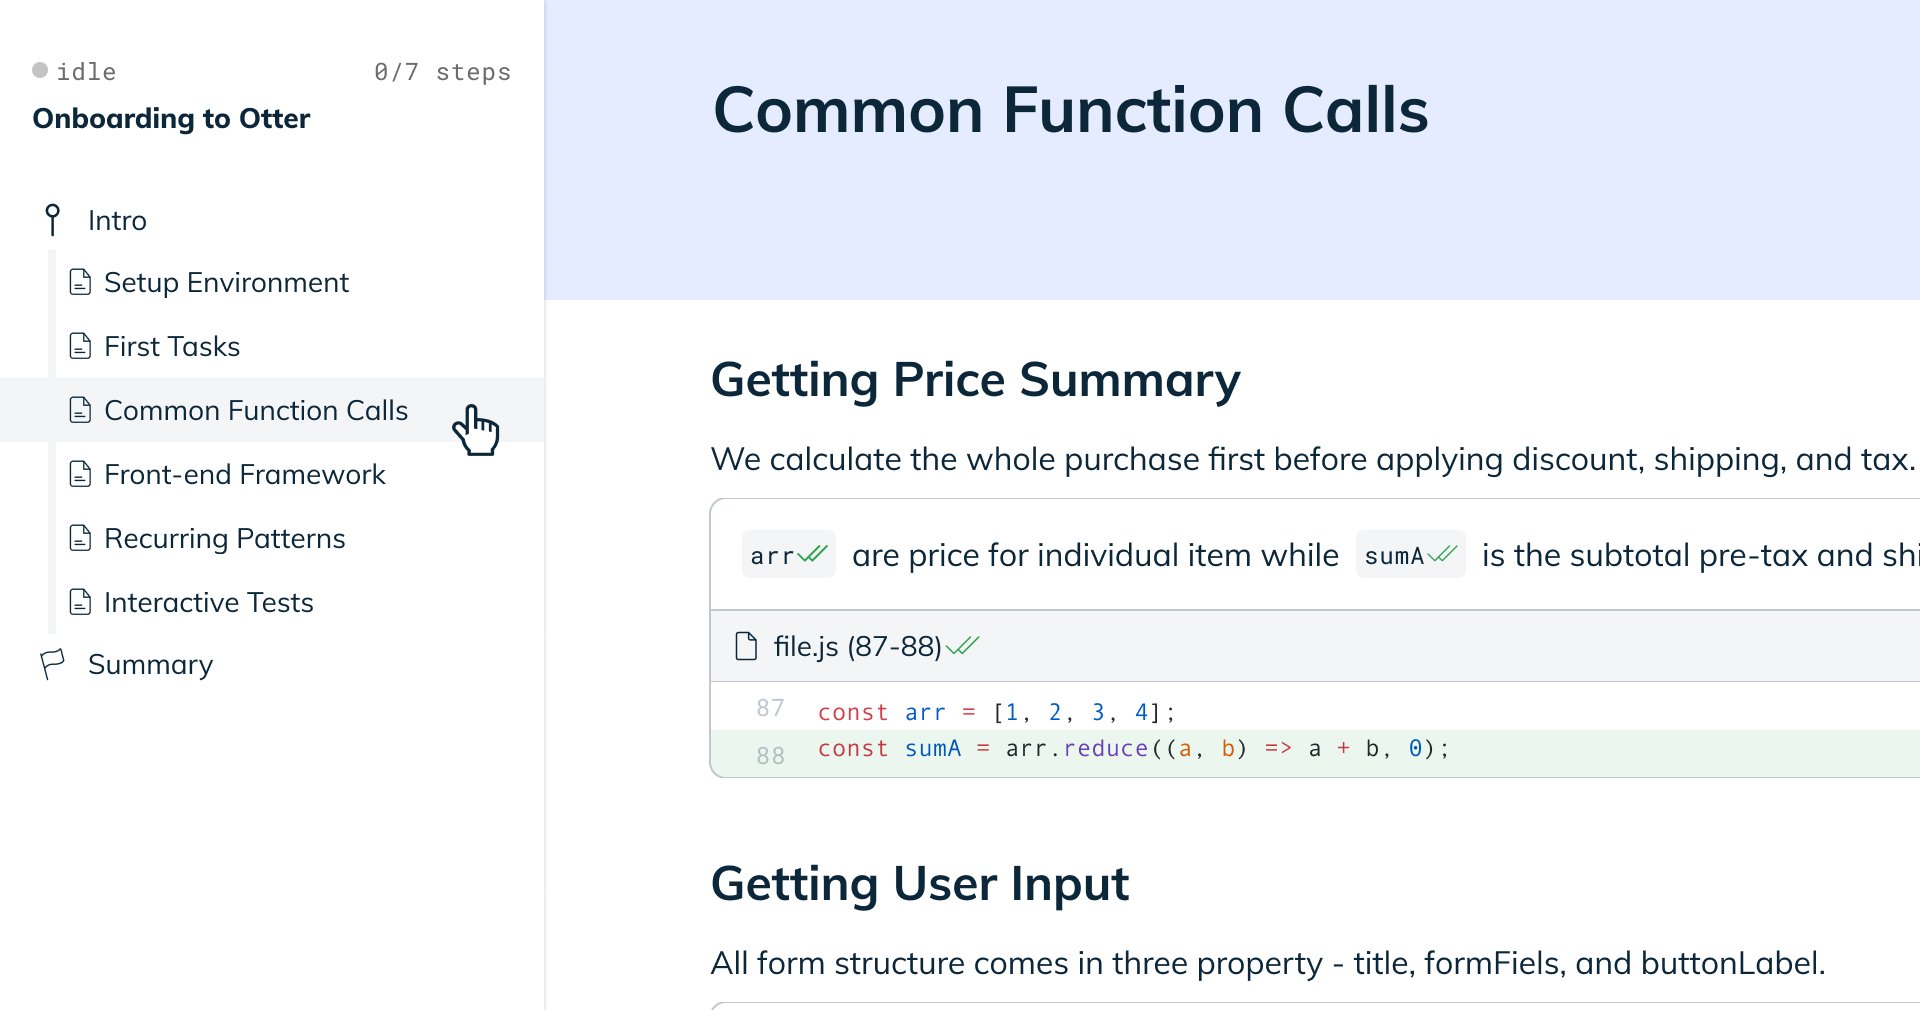 idle 0/7 steps
Onboarding to Otter
Intro
Setup Environment
First Tasks
Common Function Calls
Front-end Framework
Recurring Patterns
Interactive Tests
Summary
Common Function Calls
Getting Price Summary
We calculate the whole purchase first before applying discount, shipping, and tax.
arr are price for individual item while sumA is the subtotal pre-tax and
file.js (87-88)
87 const arr = [1, 2, 3, 4];
88 const sumA = arr.reduce((a, b) => a + b, 0);
Getting User Input
All form structure comes in three property - title, formFiels, and buttonLabel.